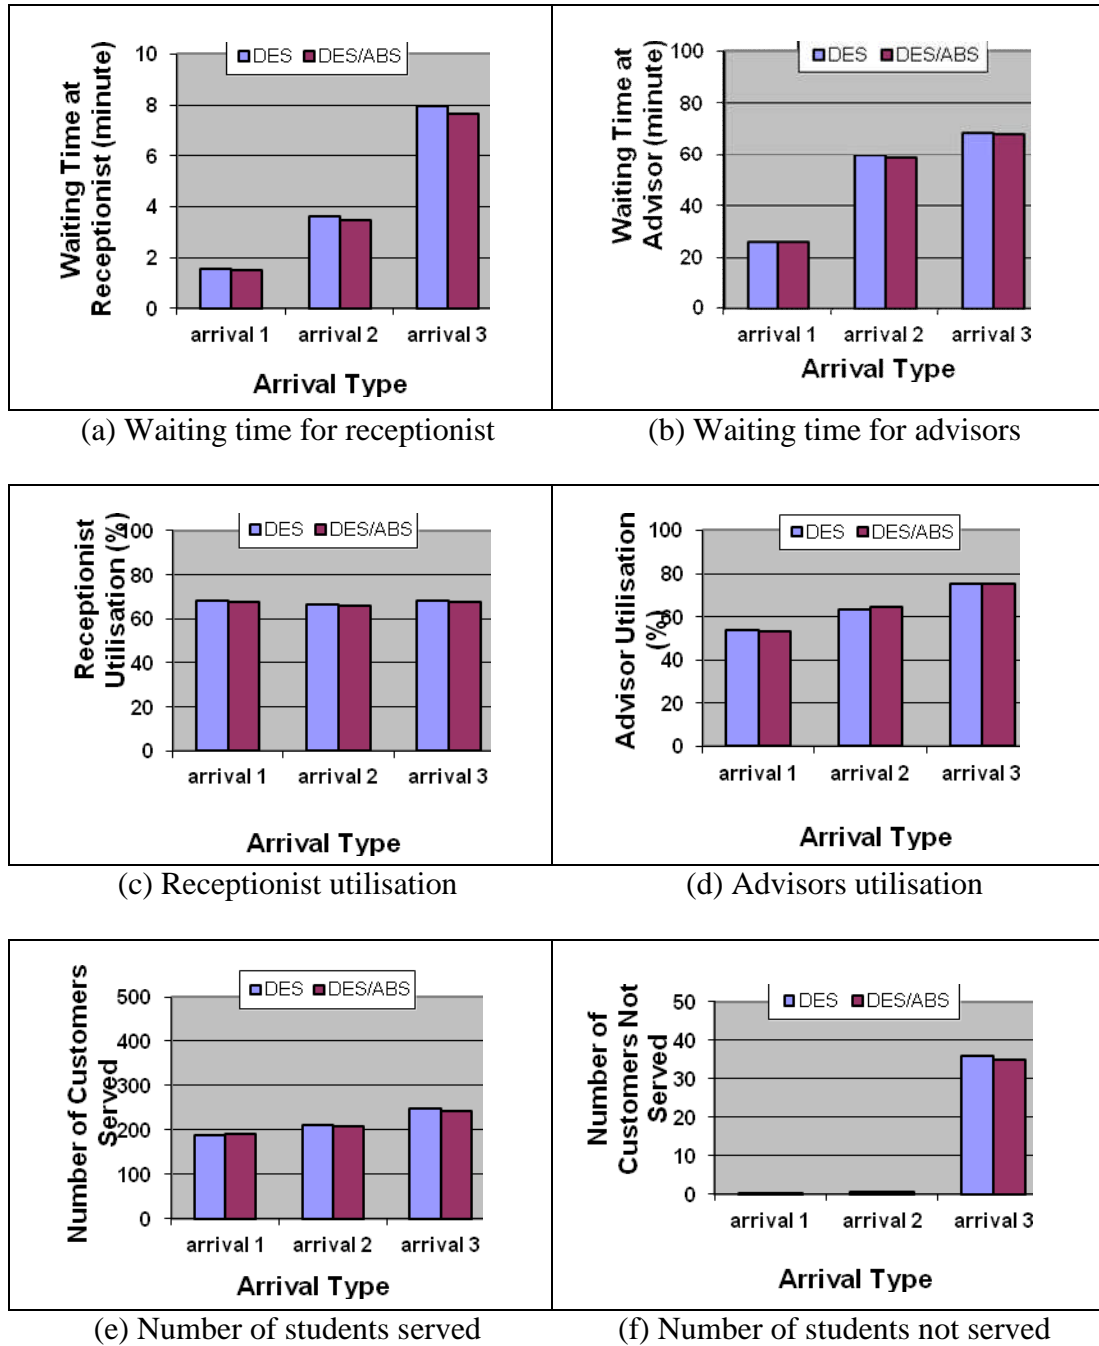 DES DES/ABS
Waiting Time at
Receptionist (minute)
10
8
6
4
2
0
arrival 1 arrival 2 arrival 3
Arrival Type
(a) Waiting time for receptionist
DES DES/ABS
Waiting Time at
Advisor (minute)
100
80
60
40
20
0
arrival 1 arrival 2 arrival 3
Arrival Type
(b) Waiting time for advisors
DES DES/ABS
Receptionist
Utilisation (%)
100
80
60
40
20
0
arrival 1 arrival 2 arrival 3
Arrival Type
(c) Receptionist utilisation
DES DES/ABS
Advisor Utilisation
(%)
100
80
60
40
20
0
arrival 1 arrival 2 arrival 3
Arrival Type
(d) Advisors utilisation
DES DES/ABS
Number of Customers
Served
500
400
300
200
100
0
arrival 1 arrival 2 arrival 3
Arrival Type
(e) Number of students served
DES DES/ABS
Number of
Customers Not
Served
50
40
30
20
10
0
arrival 1 arrival 2 arrival 3
Arrival Type
(f) Number of students not served